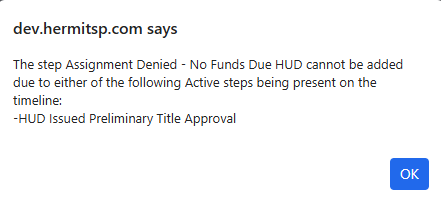 dev.hermitsp.com says
The step Assignment Denied - No Funds Due HUD cannot be added
due to either of the following Active steps being present on the
timeline:
-HUD Issued Preliminary Title Approval
OK